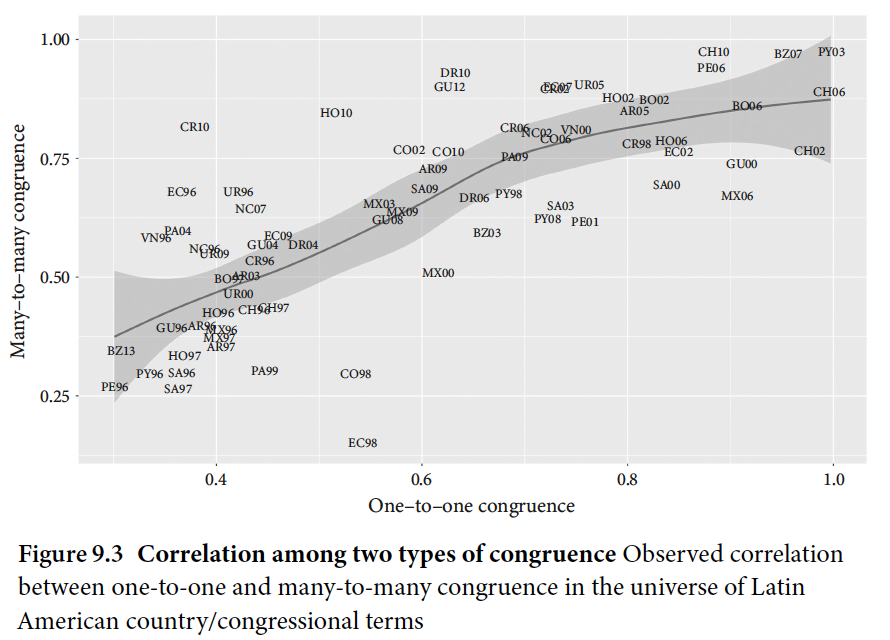 1.00
CH10
BZ07
PY03
DR10
PE06
GU12
EC07
CR02
UR05
CH06
HO02
BO02
BO06
HO10
AR05
CR10
CR06
NC02
VN00
CO06
CR98
HO06
CO02
CO10
EC02
CH02
0.75
PA09
GU00
AR09
EC96
UR96
SA09
SA00
DR06
PY98
MX06
NC07
MX03
MX09
SA03
GU08
PY08
PE01
PA04
VN96
EC09
BZ03
NC96
UR09
GU04
DR04
CR96
MX00
0.50
BO97
AR03
UR00
HO96
CH96
CH97
GU96
AR96
MX96
MX97
BZ13
HO97
AR97
PY96
SA96
PA99
CO98
PE96
SA97
0.25
EC98
0.4
0.6
0.8
1.0
Many–to–many congruence
One–to–one congruence
Figure 9.3 Correlation among two types of congruence Observed correlation
between one-to-one and many-to-many congruence in the universe of Latin
American country/congressional terms